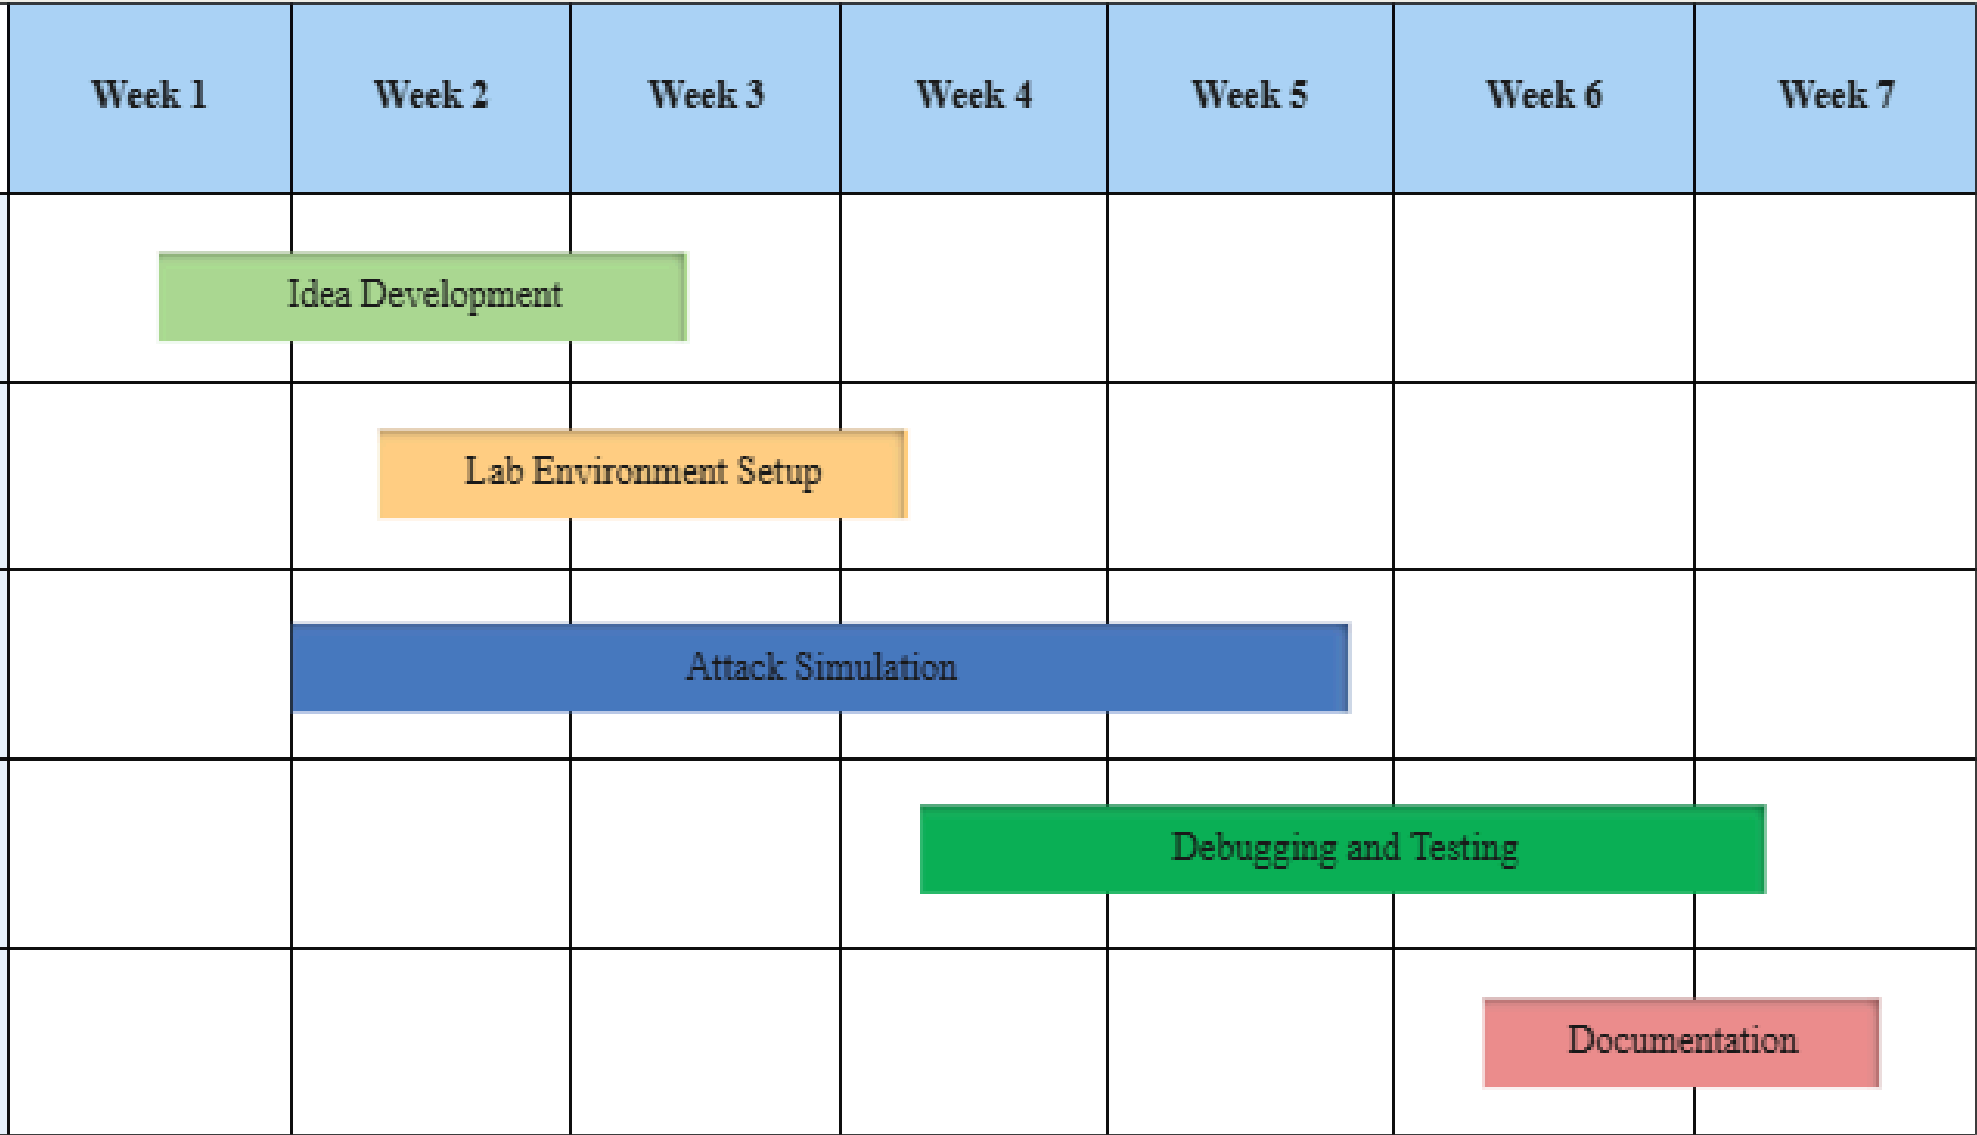 Week 1
Week 2
Week 3
Week 4
Week 5
Week 6
Week 7
Idea Development
Lab Environment Setup
Attack Simulation
Debugging and Testing
Documentation